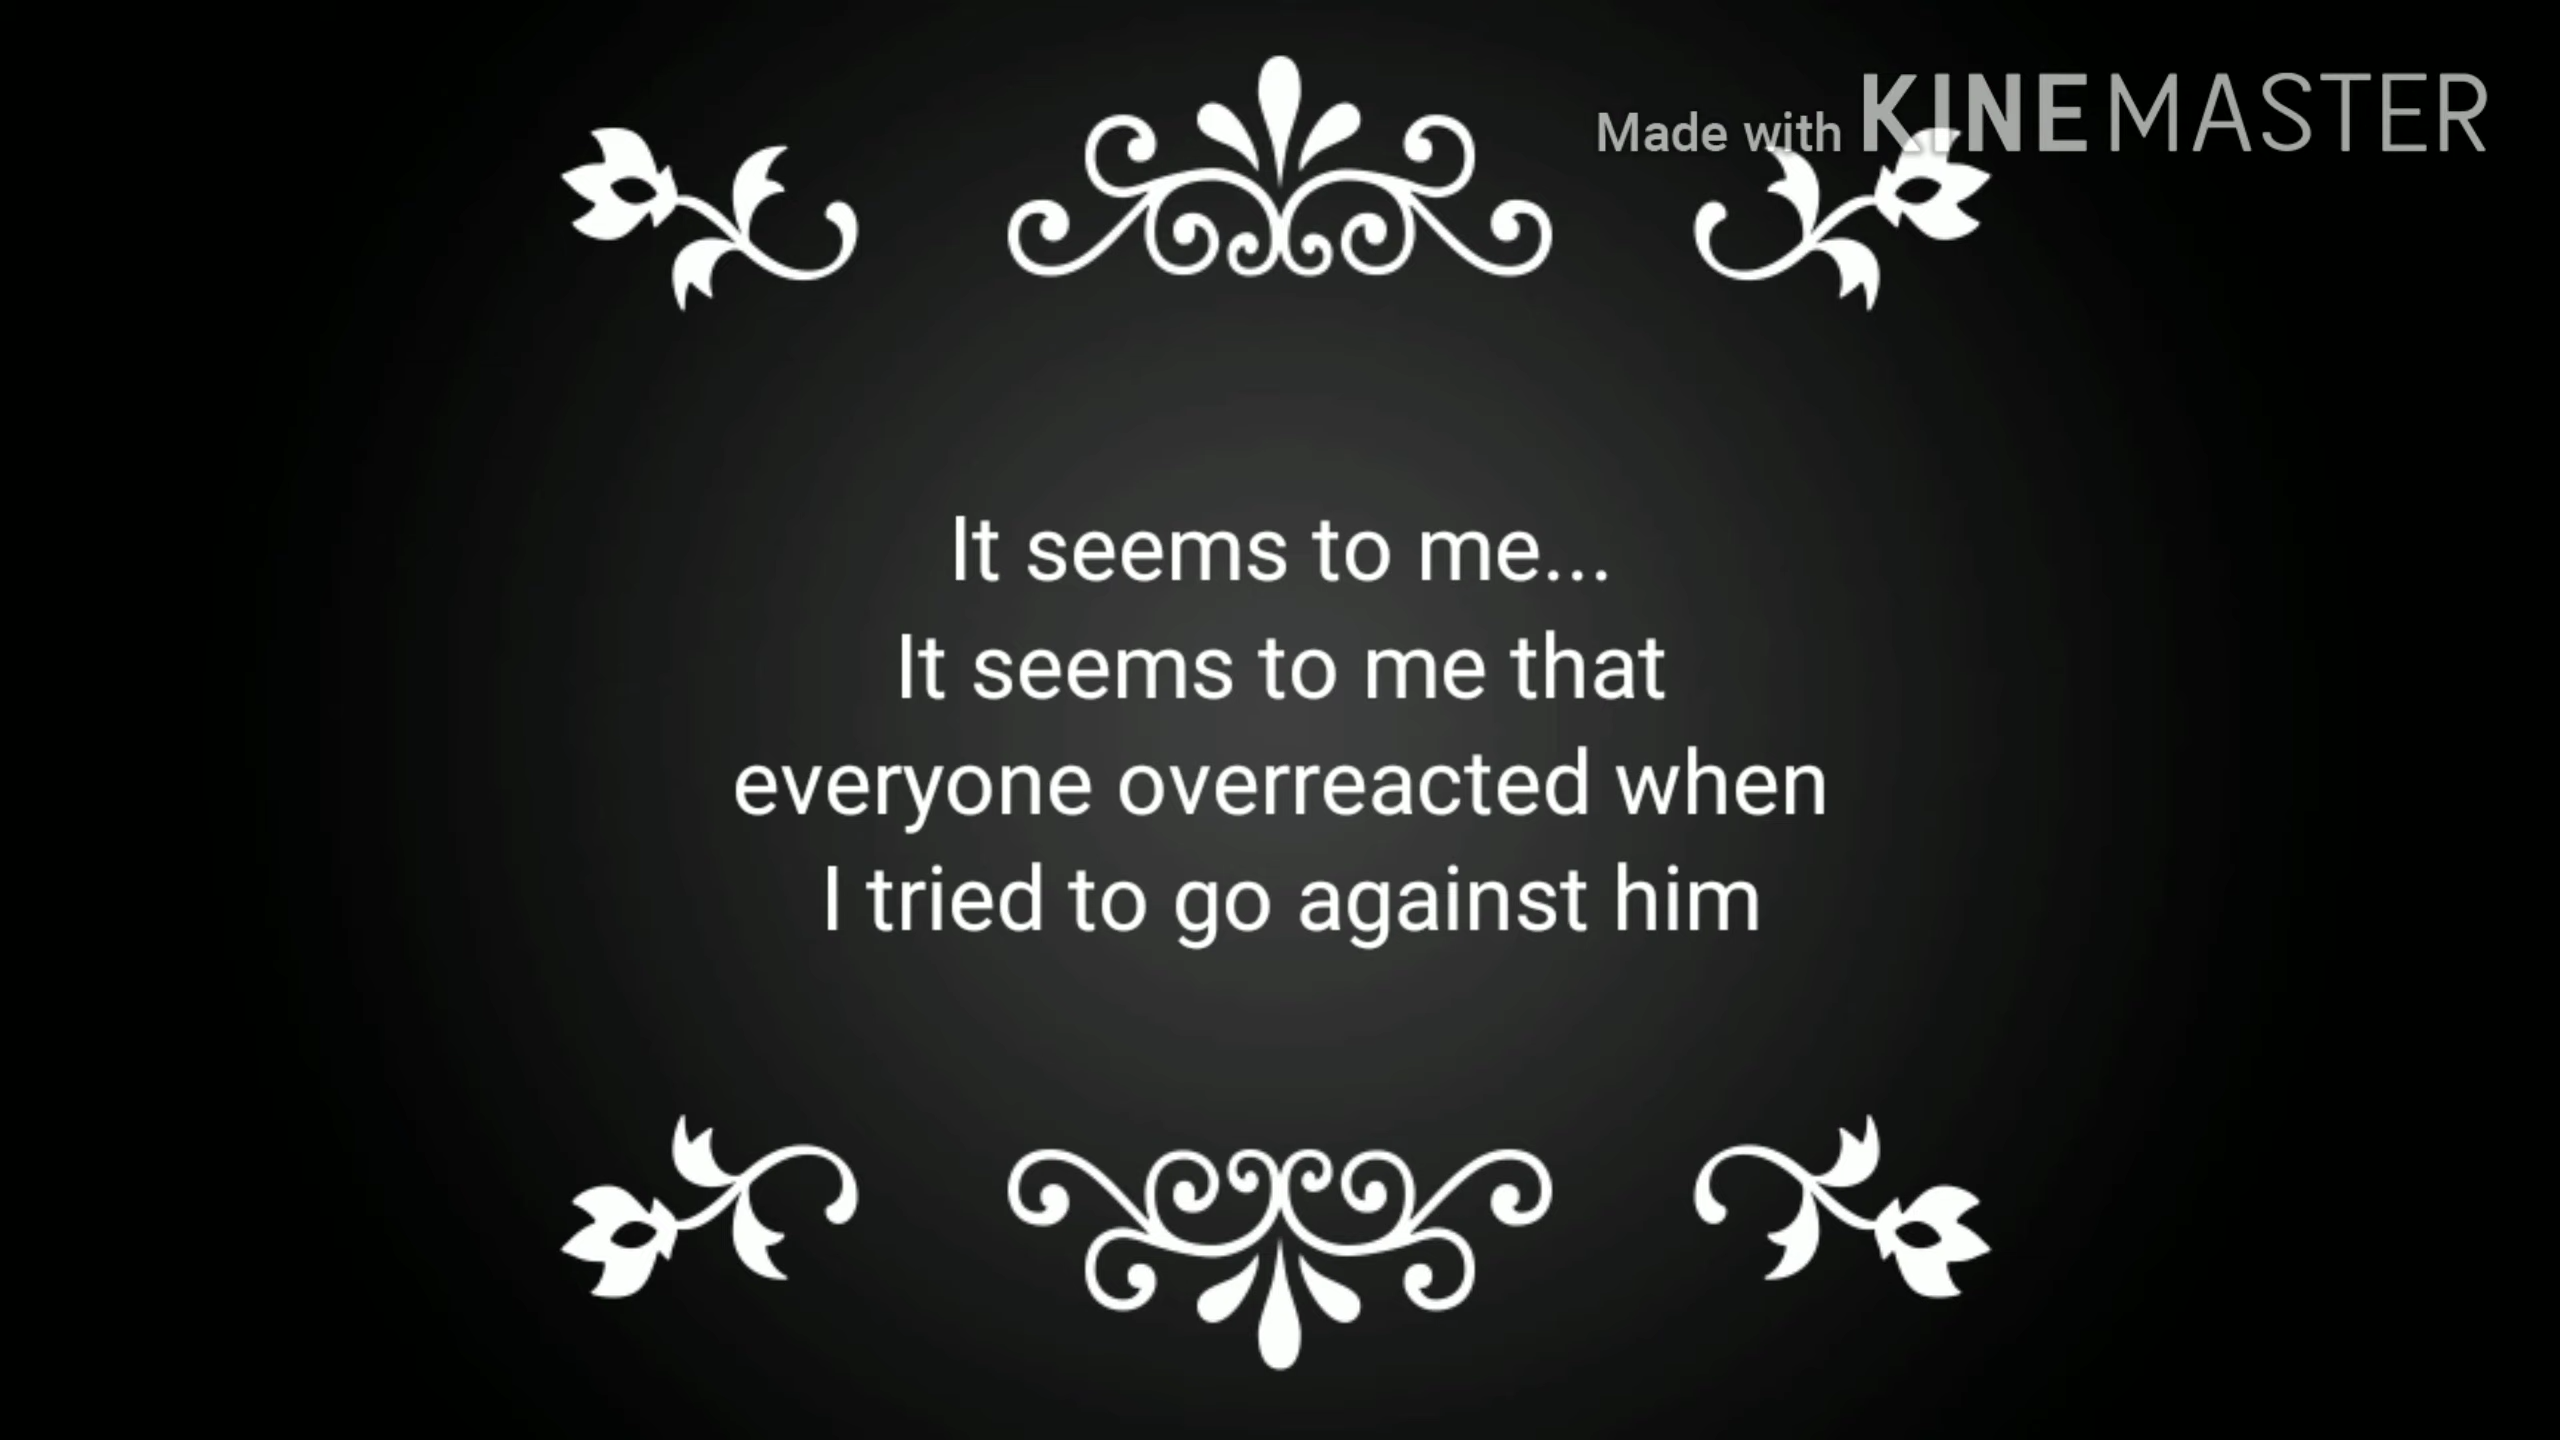 Made with KINEMASTER
It seems to me...
It seems to me that
everyone overreacted when
I tried to go against him